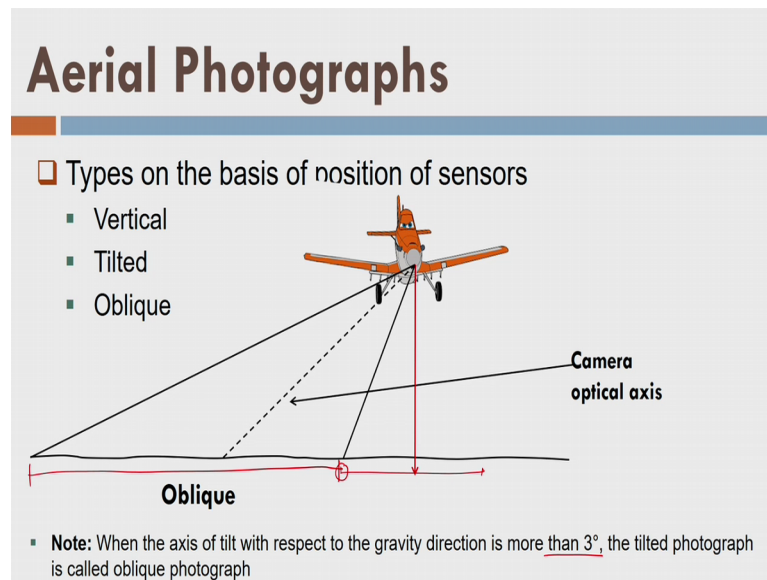 Aerial Photographs
Types on the basis of position of sensors
Vertical
Tilted
Oblique
Camera
optical axis
Oblique
Note: When the axis of tilt with respect to the gravity direction is more than 3°, the tilted photograph
is called oblique photograph